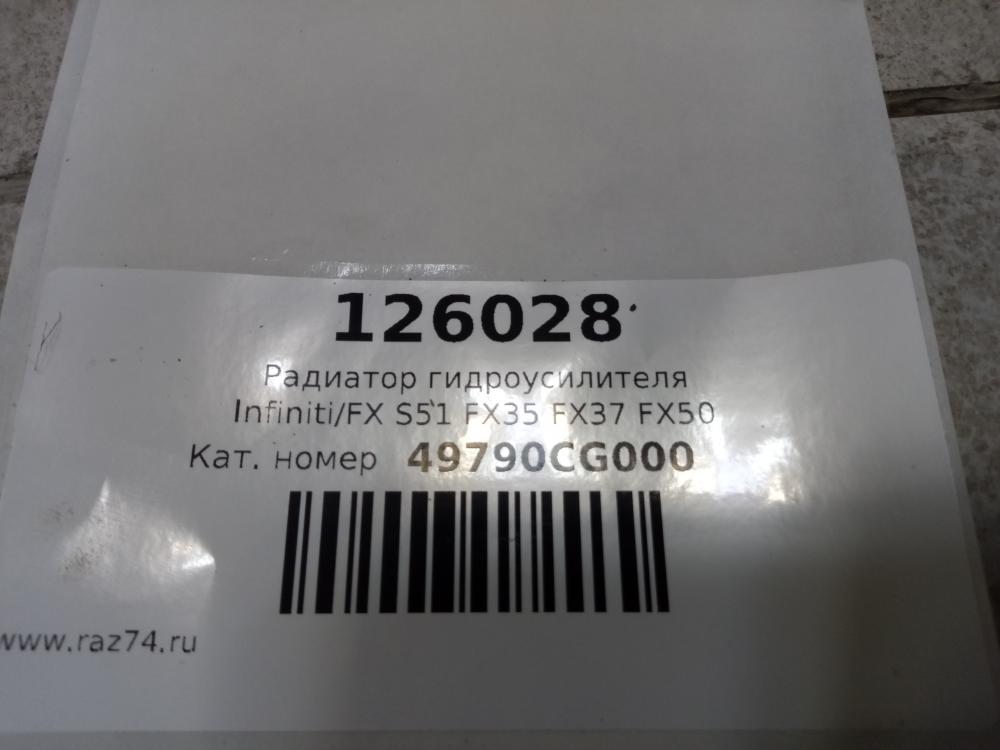 126028
Радиатор гидроусилителя
Infiniti/FX S51 FX35 FX37 FX50
Кат. номер 49790CG000
www.raz74.ru